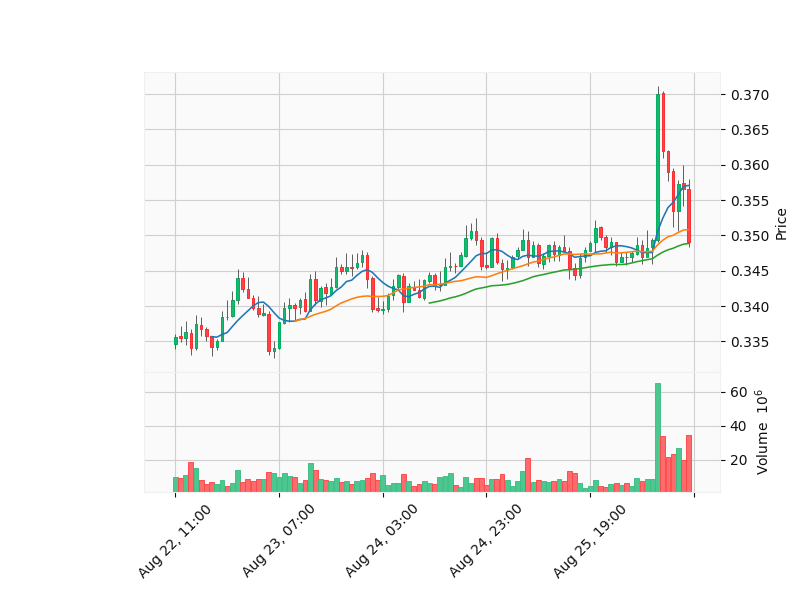 0.370
0.365
0.360
0.355
0.350
0.345
0.340
0.335
Price
60
40
20
Volume 10⁶
Aug 22, 11:00
Aug 23, 07:00
Aug 24, 03:00
Aug 24, 23:00
Aug 25, 19:00